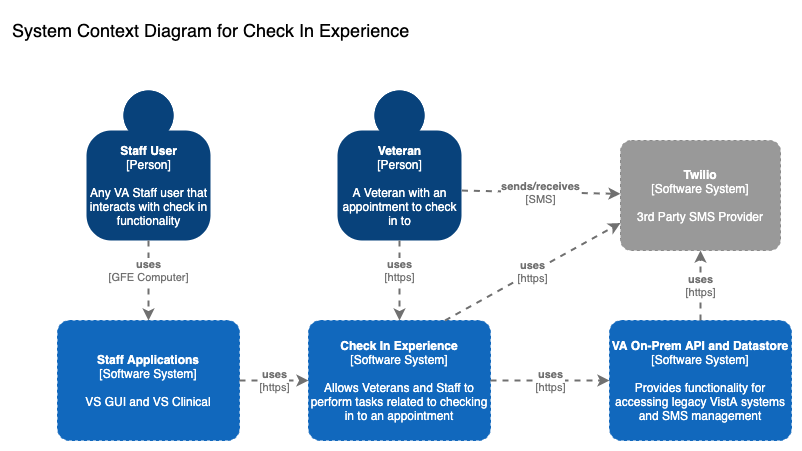 System Context Diagram for Check In Experience
Staff User
[Person]
Any VA Staff user that
interacts with check in
functionality
Veteran
[Person]
A Veteran with an
appointment to check
in to
sends/receives
[SMS]
Twilio
[Software System]
3rd Party SMS Provider
uses
[GFE Computer]
uses
[https]
uses
[https]
uses
[https]
Staff Applications
[Software System]
VS GUI and VS Clinical
uses
[https]
Check In Experience
[Software System]
Allows Veterans and Staff to
perform tasks related to checking
in to an appointment
uses
[https]
VA On-Prem API and Datastore
[Software System]
Provides functionality for
accessing legacy VistA systems
and SMS management